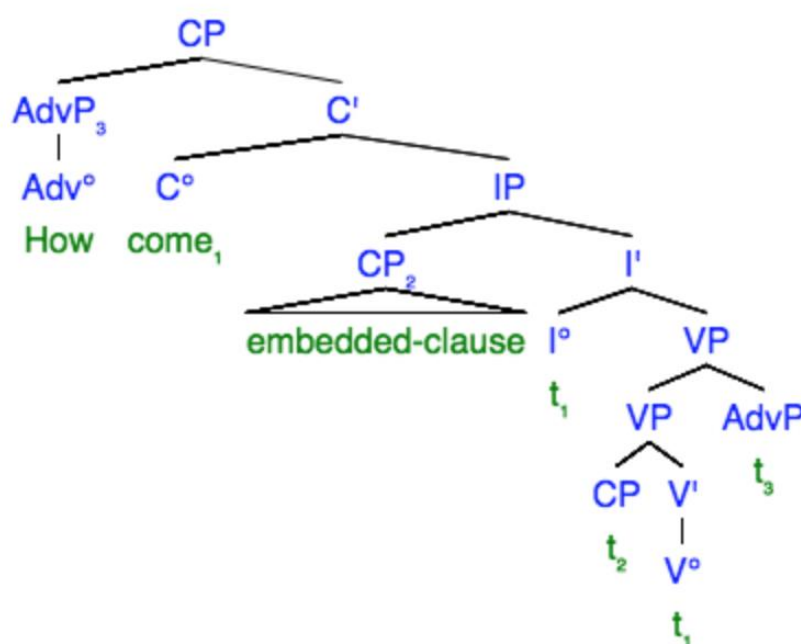 CP
AdvP₃ C'
Adv° C° IP
How come₁ CP₂ I'
embedded-clause I° VP
t₁ VP AdvP
CP V' t₃
t₂ V°
t₁